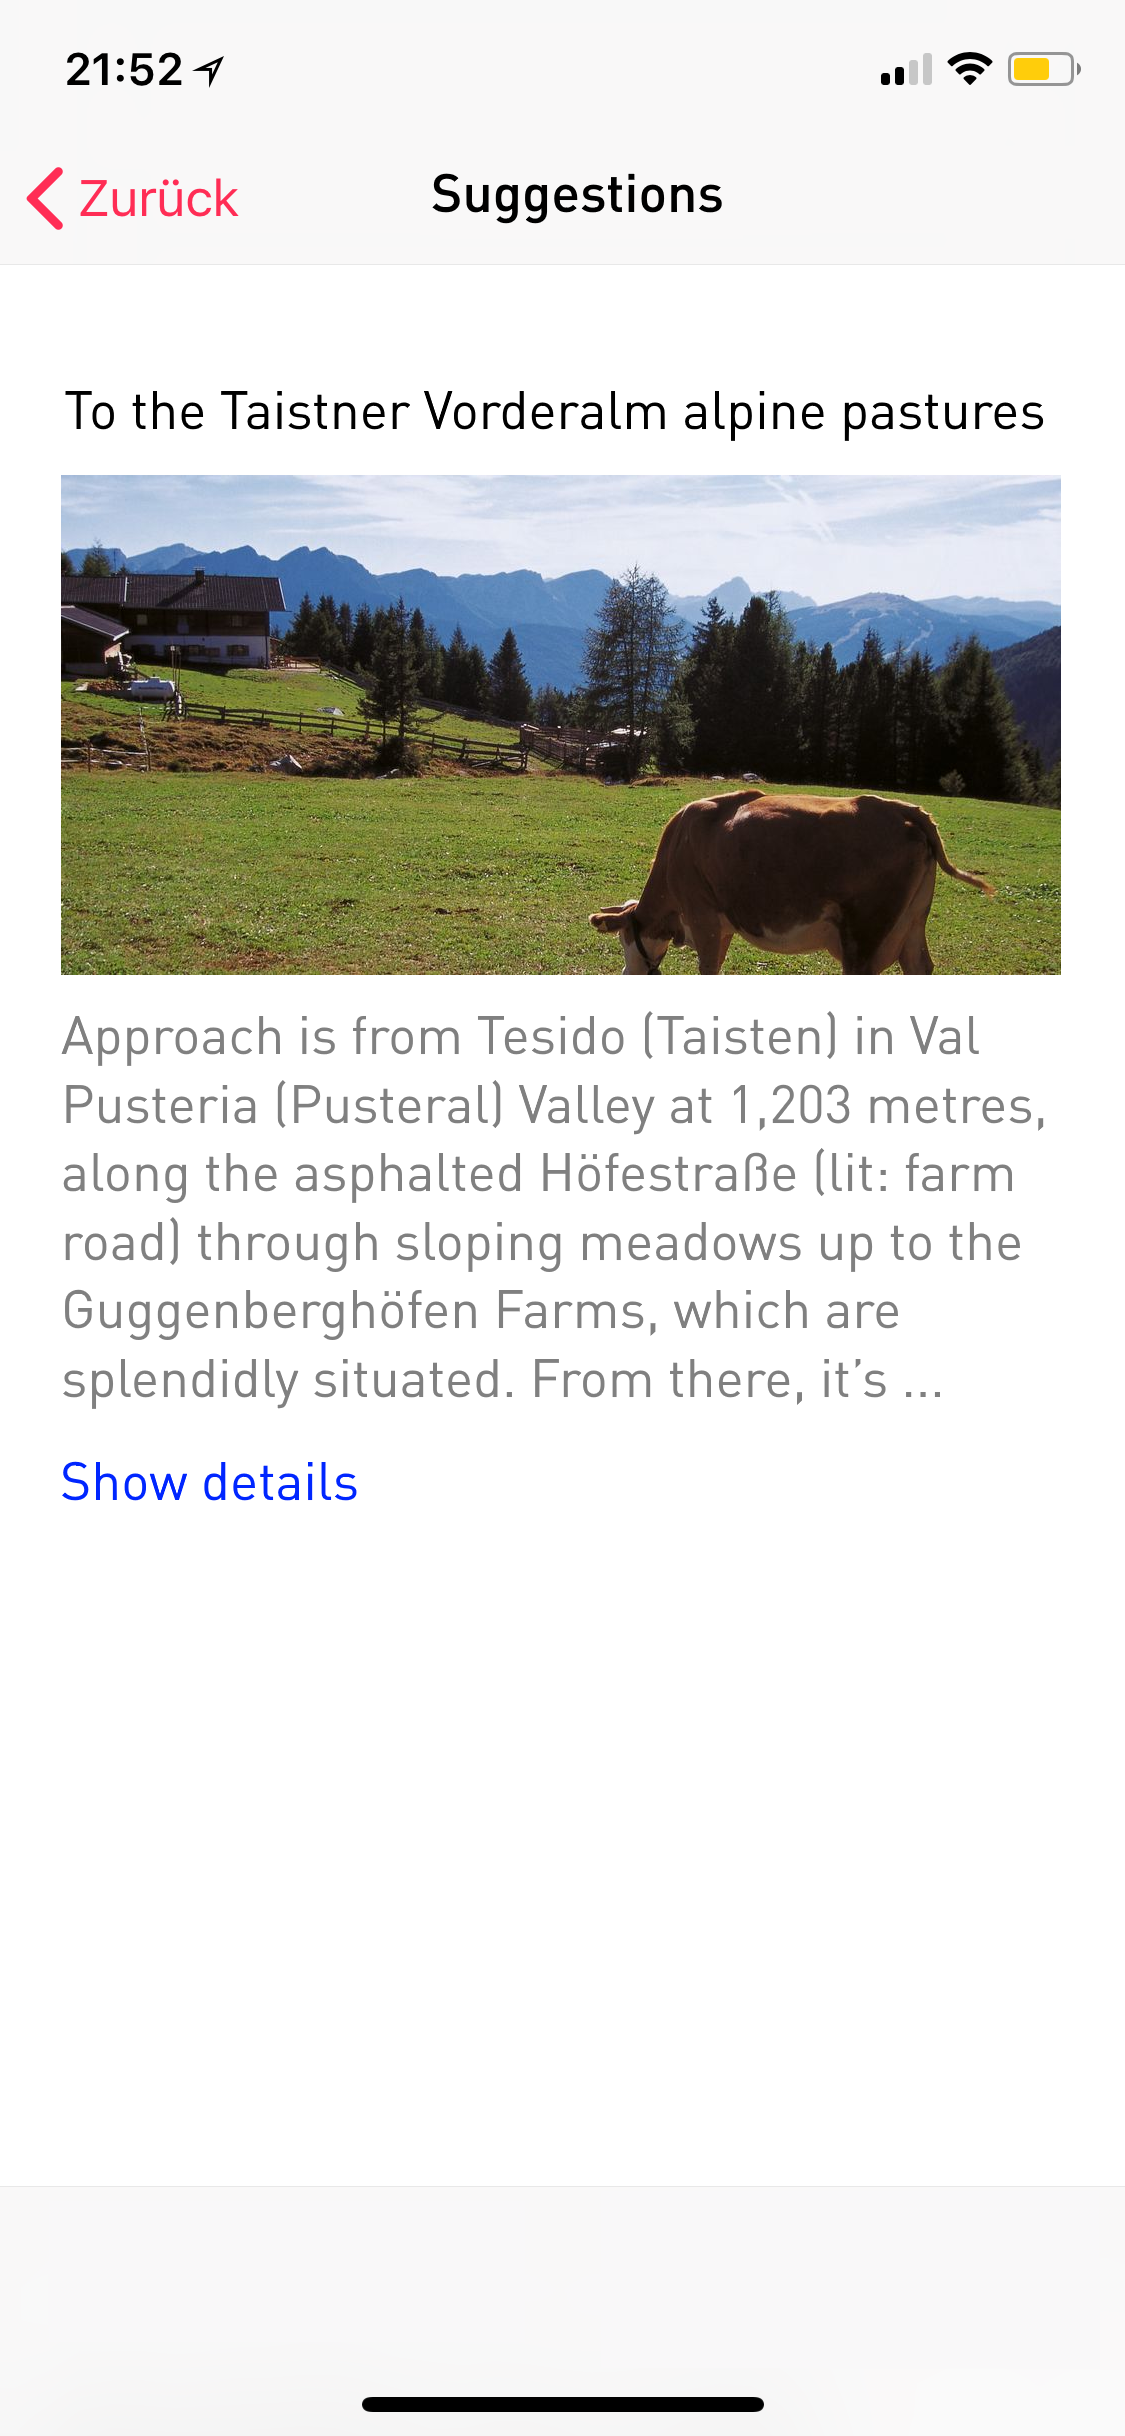 21:52
Zurück
Suggestions
To the Taistner Vorderalm alpine pastures
Approach is from Tesido (Taisten) in Val
Pusteria (Pusteral) Valley at 1,203 metres,
along the asphalted Höfestraße (lit: farm
road) through sloping meadows up to the
Guggenberghöfen Farms, which are
splendidly situated. From there, it’s ...
Show details